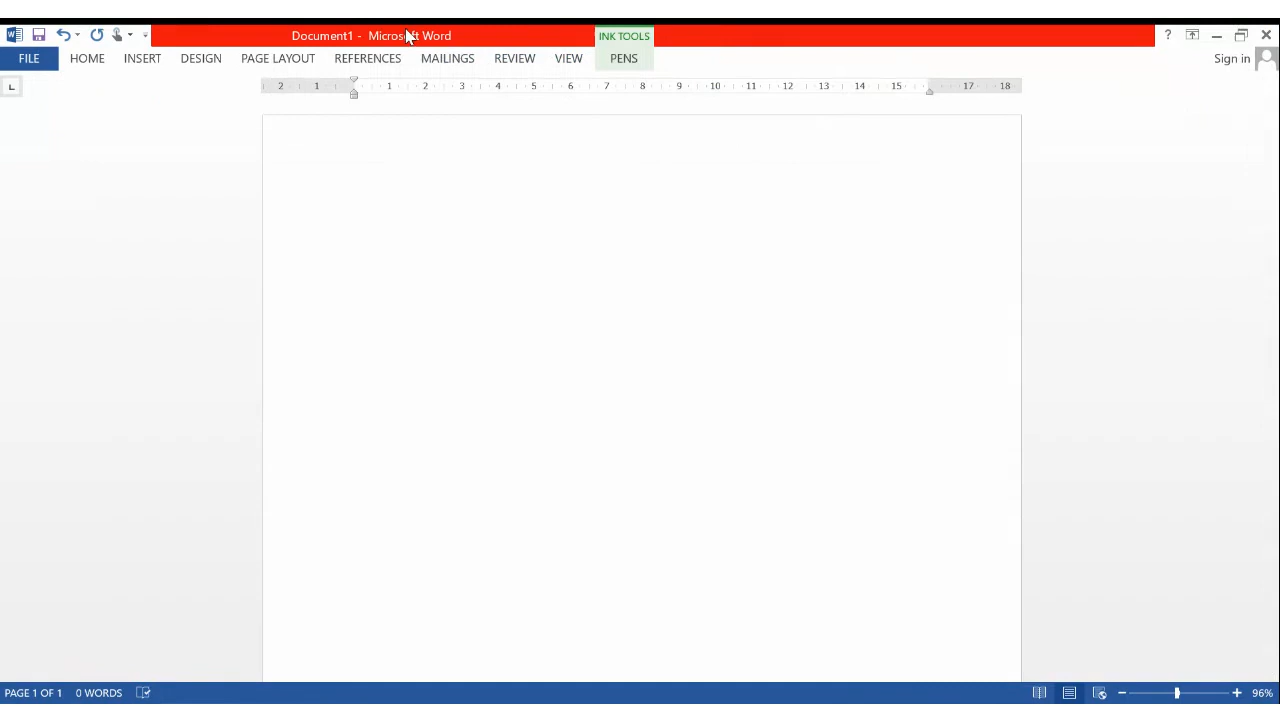 Document1 - Microsoft Word
INK TOOLS
?
FILE HOME INSERT DESIGN PAGE LAYOUT REFERENCES MAILINGS REVIEW VIEW PENS Sign in
L 2 1 1 2 3 4 5 6 7 8 9 10 11 12 13 14 15 17 18
PAGE 1 OF 1 0 WORDS 96%